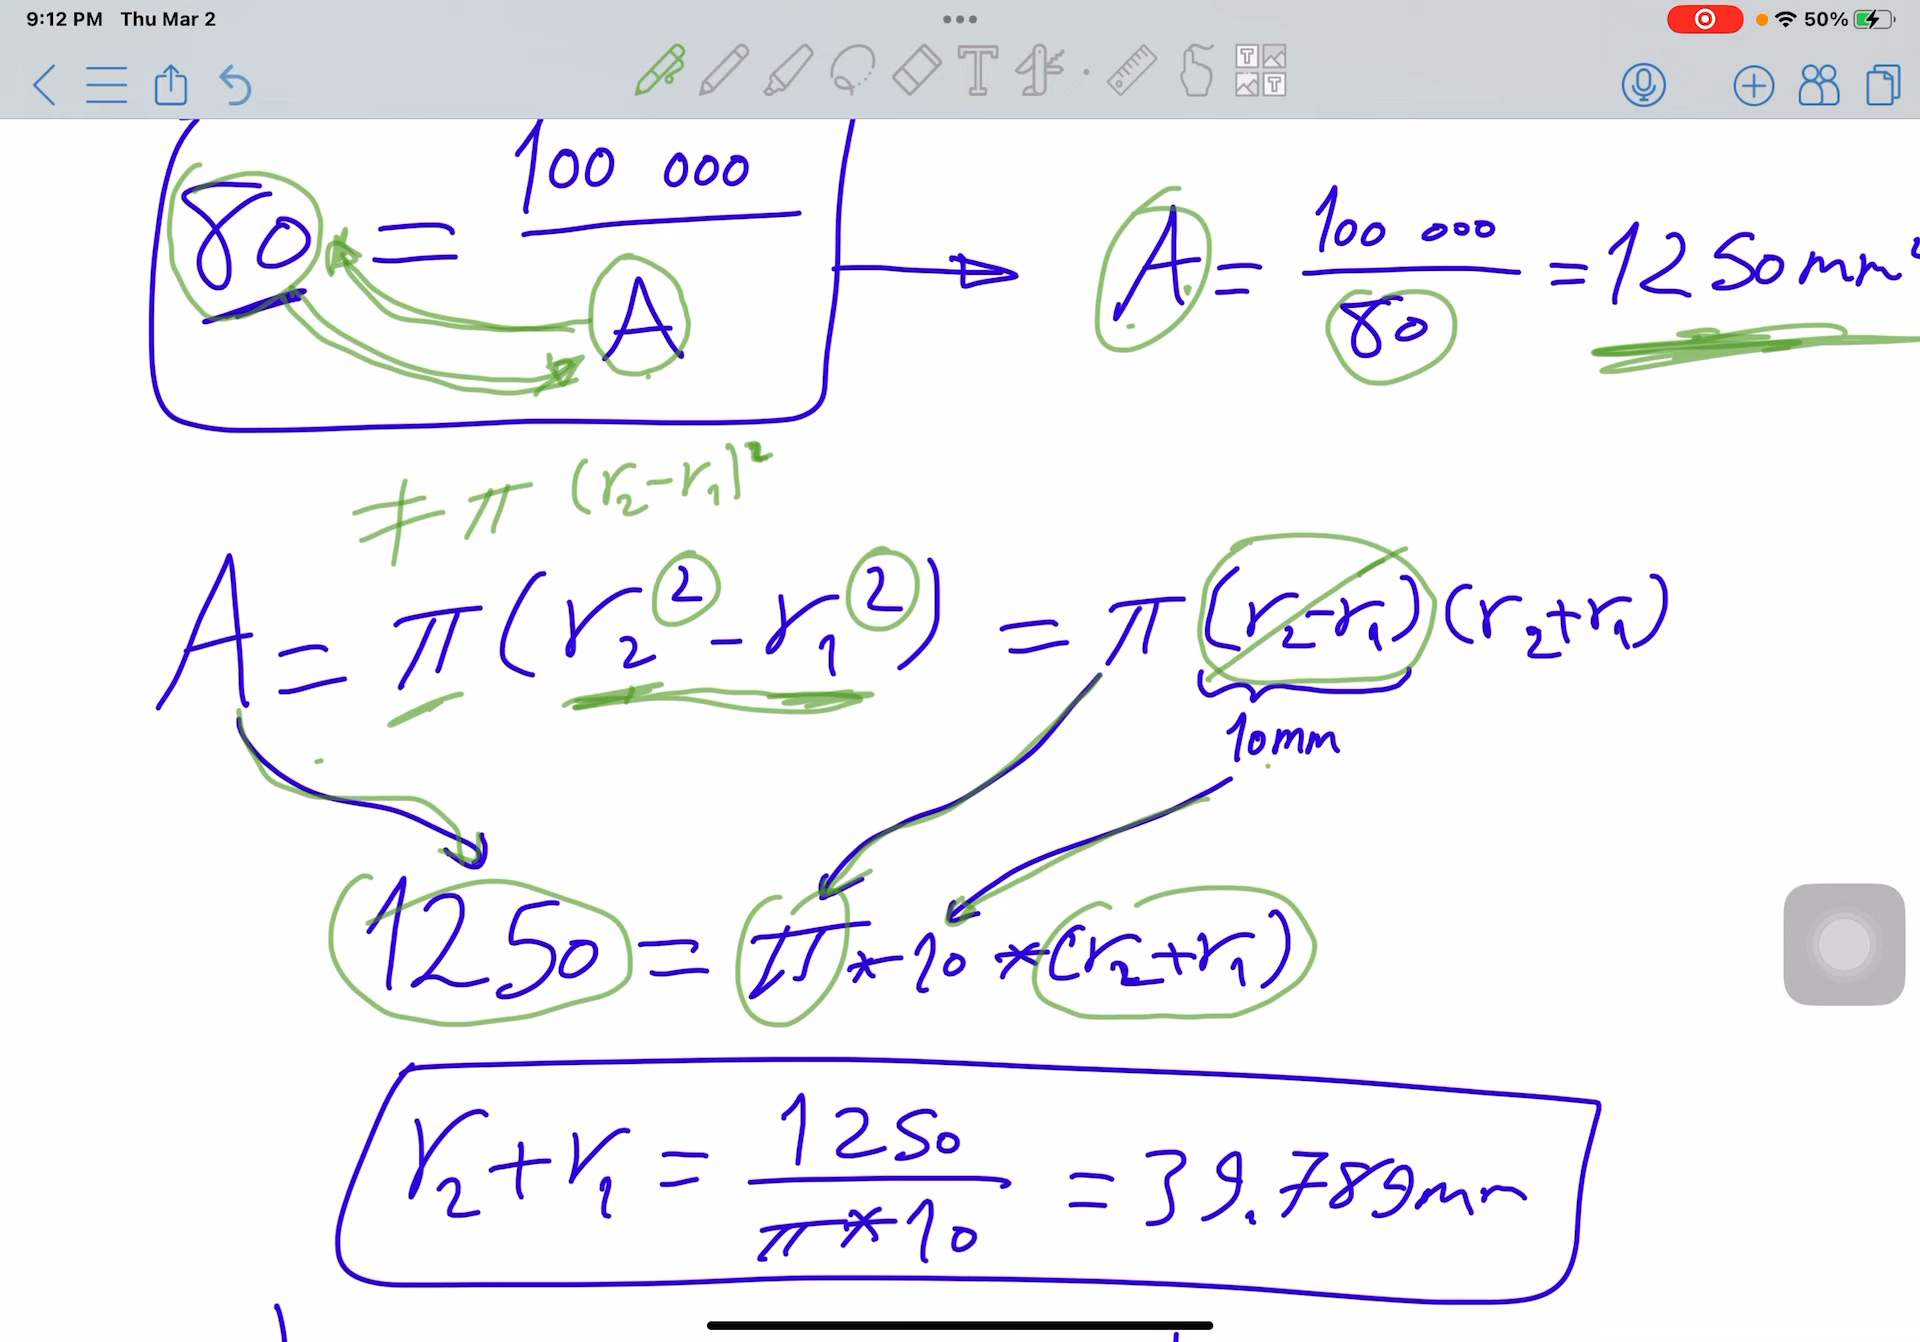 9:12 PM Thu Mar 2
50%
80 = 100 000 / A
A = 100 000 / 80 = 1250 mm²
≠ π (r₂-r₁)²
A = π (r₂² - r₁²) = π (r₂-r₁) (r₂+r₁)
10mm
1250 = π * 10 * (r₂+r₁)
r₂+r₁ = 1250 / π*10 = 39.789mm